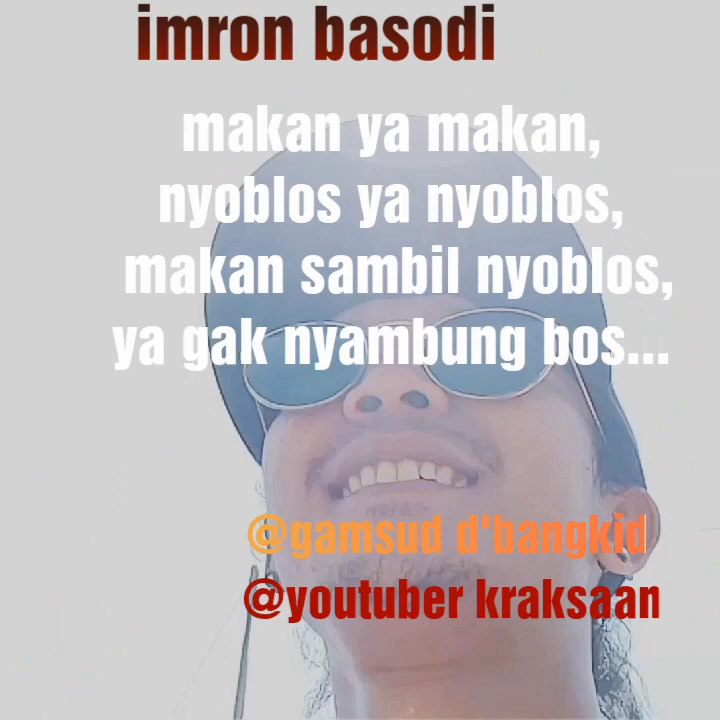 imron basodi
makan ya makan,
nyoblos ya nyoblos,
makan sambil nyoblos,
ya gak nyambung bos...
@gamsud d'bangkid
@youtuber kraksaan